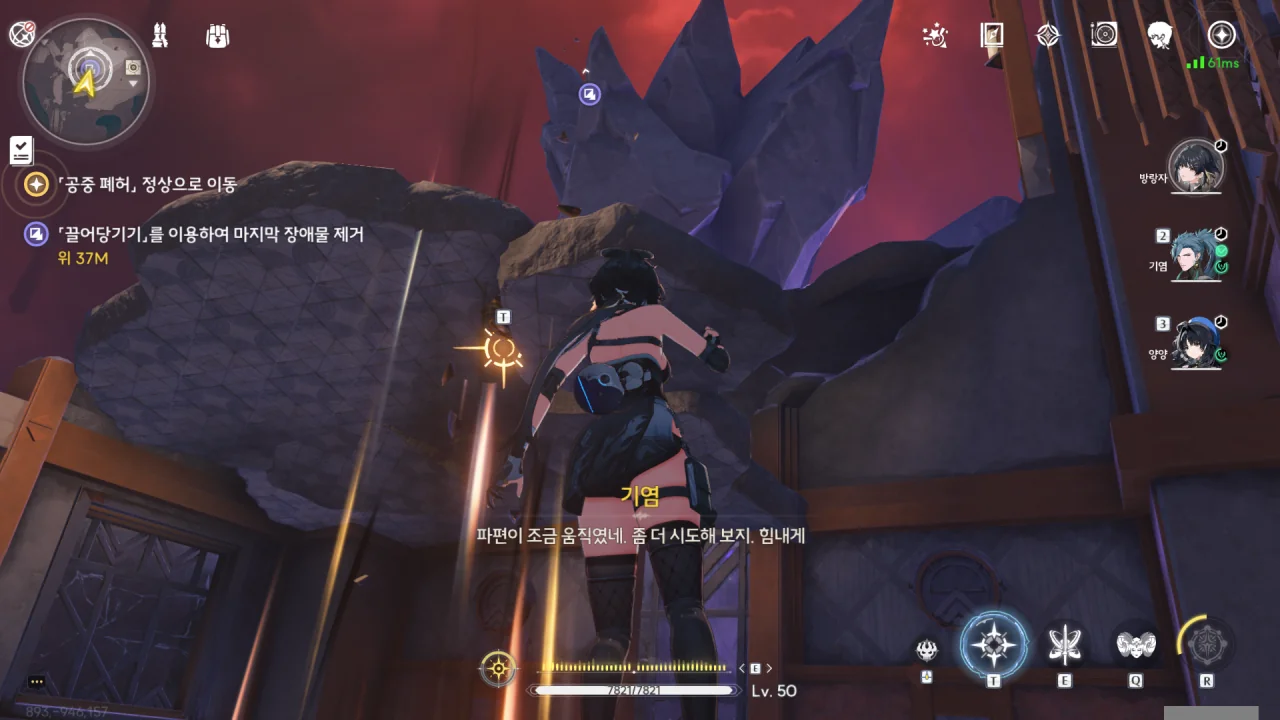 61ms
「공중 폐허」 정상으로 이동
「끌어당기기」를 이용하여 마지막 장애물 제거
위 37M
방랑자
2
기염
3
양양
T
기염
파편이 조금 움직였네. 좀 더 시도해 보지. 힘내게
< E >
7821/7821
Lv. 50
T
E
Q
R
893,-946,157